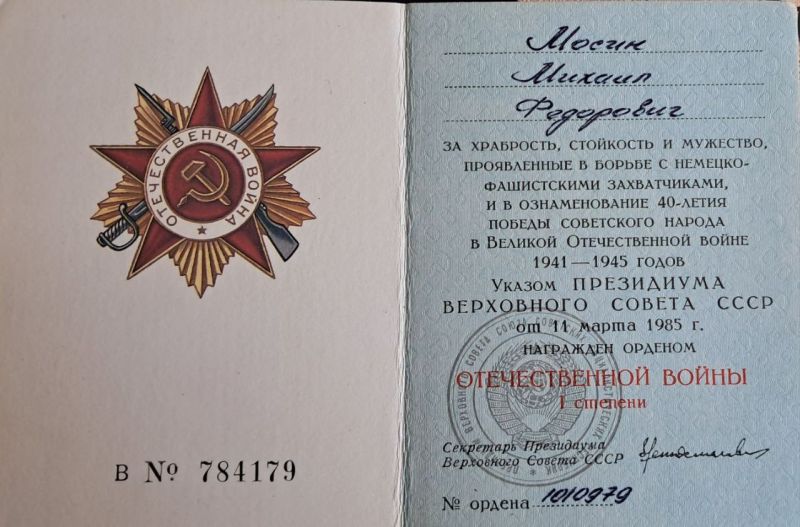 ОТЕЧЕСТВЕННАЯ ВОЙНА
В № 784179
Мосин
Михаил
Федорович
ЗА ХРАБРОСТЬ, СТОЙКОСТЬ И МУЖЕСТВО,
ПРОЯВЛЕННЫЕ В БОРЬБЕ С НЕМЕЦКО-
ФАШИСТСКИМИ ЗАХВАТЧИКАМИ,
И В ОЗНАМЕНОВАНИЕ 40-ЛЕТИЯ
ПОБЕДЫ СОВЕТСКОГО НАРОДА
В ВЕЛИКОЙ ОТЕЧЕСТВЕННОЙ ВОЙНЕ
1941—1945 ГОДОВ
УКАЗОМ ПРЕЗИДИУМА
ВЕРХОВНОГО СОВЕТА СССР
от 11 марта 1985 г.
НАГРАЖДЕН ОРДЕНОМ
ОТЕЧЕСТВЕННОЙ ВОЙНЫ
I степени
Секретарь Президиума
Верховного Совета СССР
№ ордена 1010979